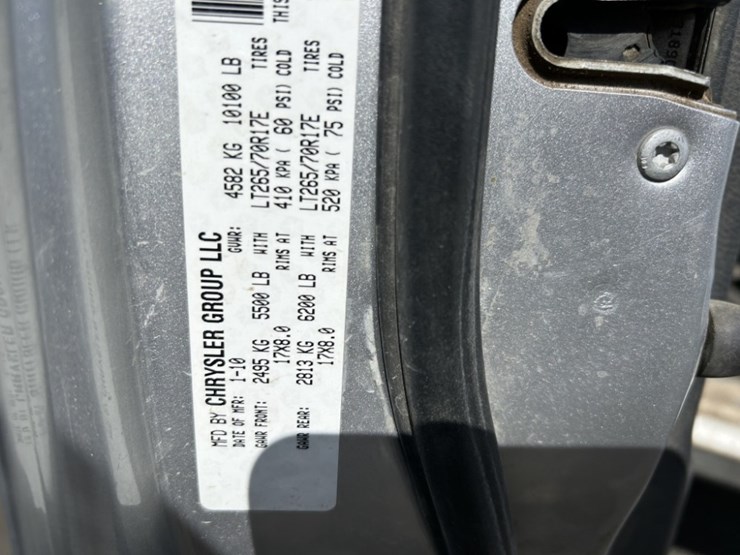 MFD BY CHRYSLER GROUP LLC
DATE OF MFR: 1-10 GVWR: 4582 KG 10100 LB
GAWR FRONT: 2495 KG 5500 LB WITH LT265/70R17E TIRES
17X8.0 RIMS AT 410 KPA ( 60 PSI) COLD
GAWR REAR: 2813 KG 6200 LB WITH LT265/70R17E TIRES
17X8.0 RIMS AT 520 KPA ( 75 PSI) COLD
THIS